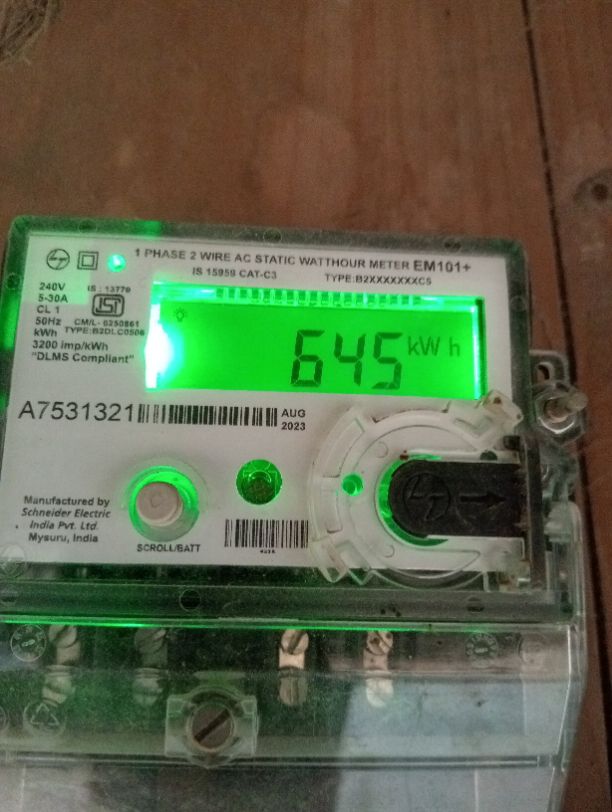 1 PHASE 2 WIRE AC STATIC WATTHOUR METER EM101+
IS 15959 CAT-C3 TYPE:B2XXXXXXXC5
240V IS : 13779
5-30A
CL 1
50Hz CM/L- 6250861
kWh TYPE:B2DLC0506
3200 imp/kWh
"DLMS Compliant"
645 kWh
A7531321 AUG
2023
Manufactured by
Schneider Electric
India Pvt. Ltd.
Mysuru, India
SCROLL/BATT